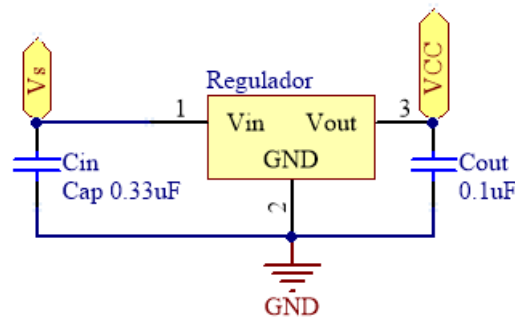 Vs
VCC
Regulador
1
Vin
Vout
3
GND
2
Cin
Cap 0.33uF
Cout
0.1uF
GND